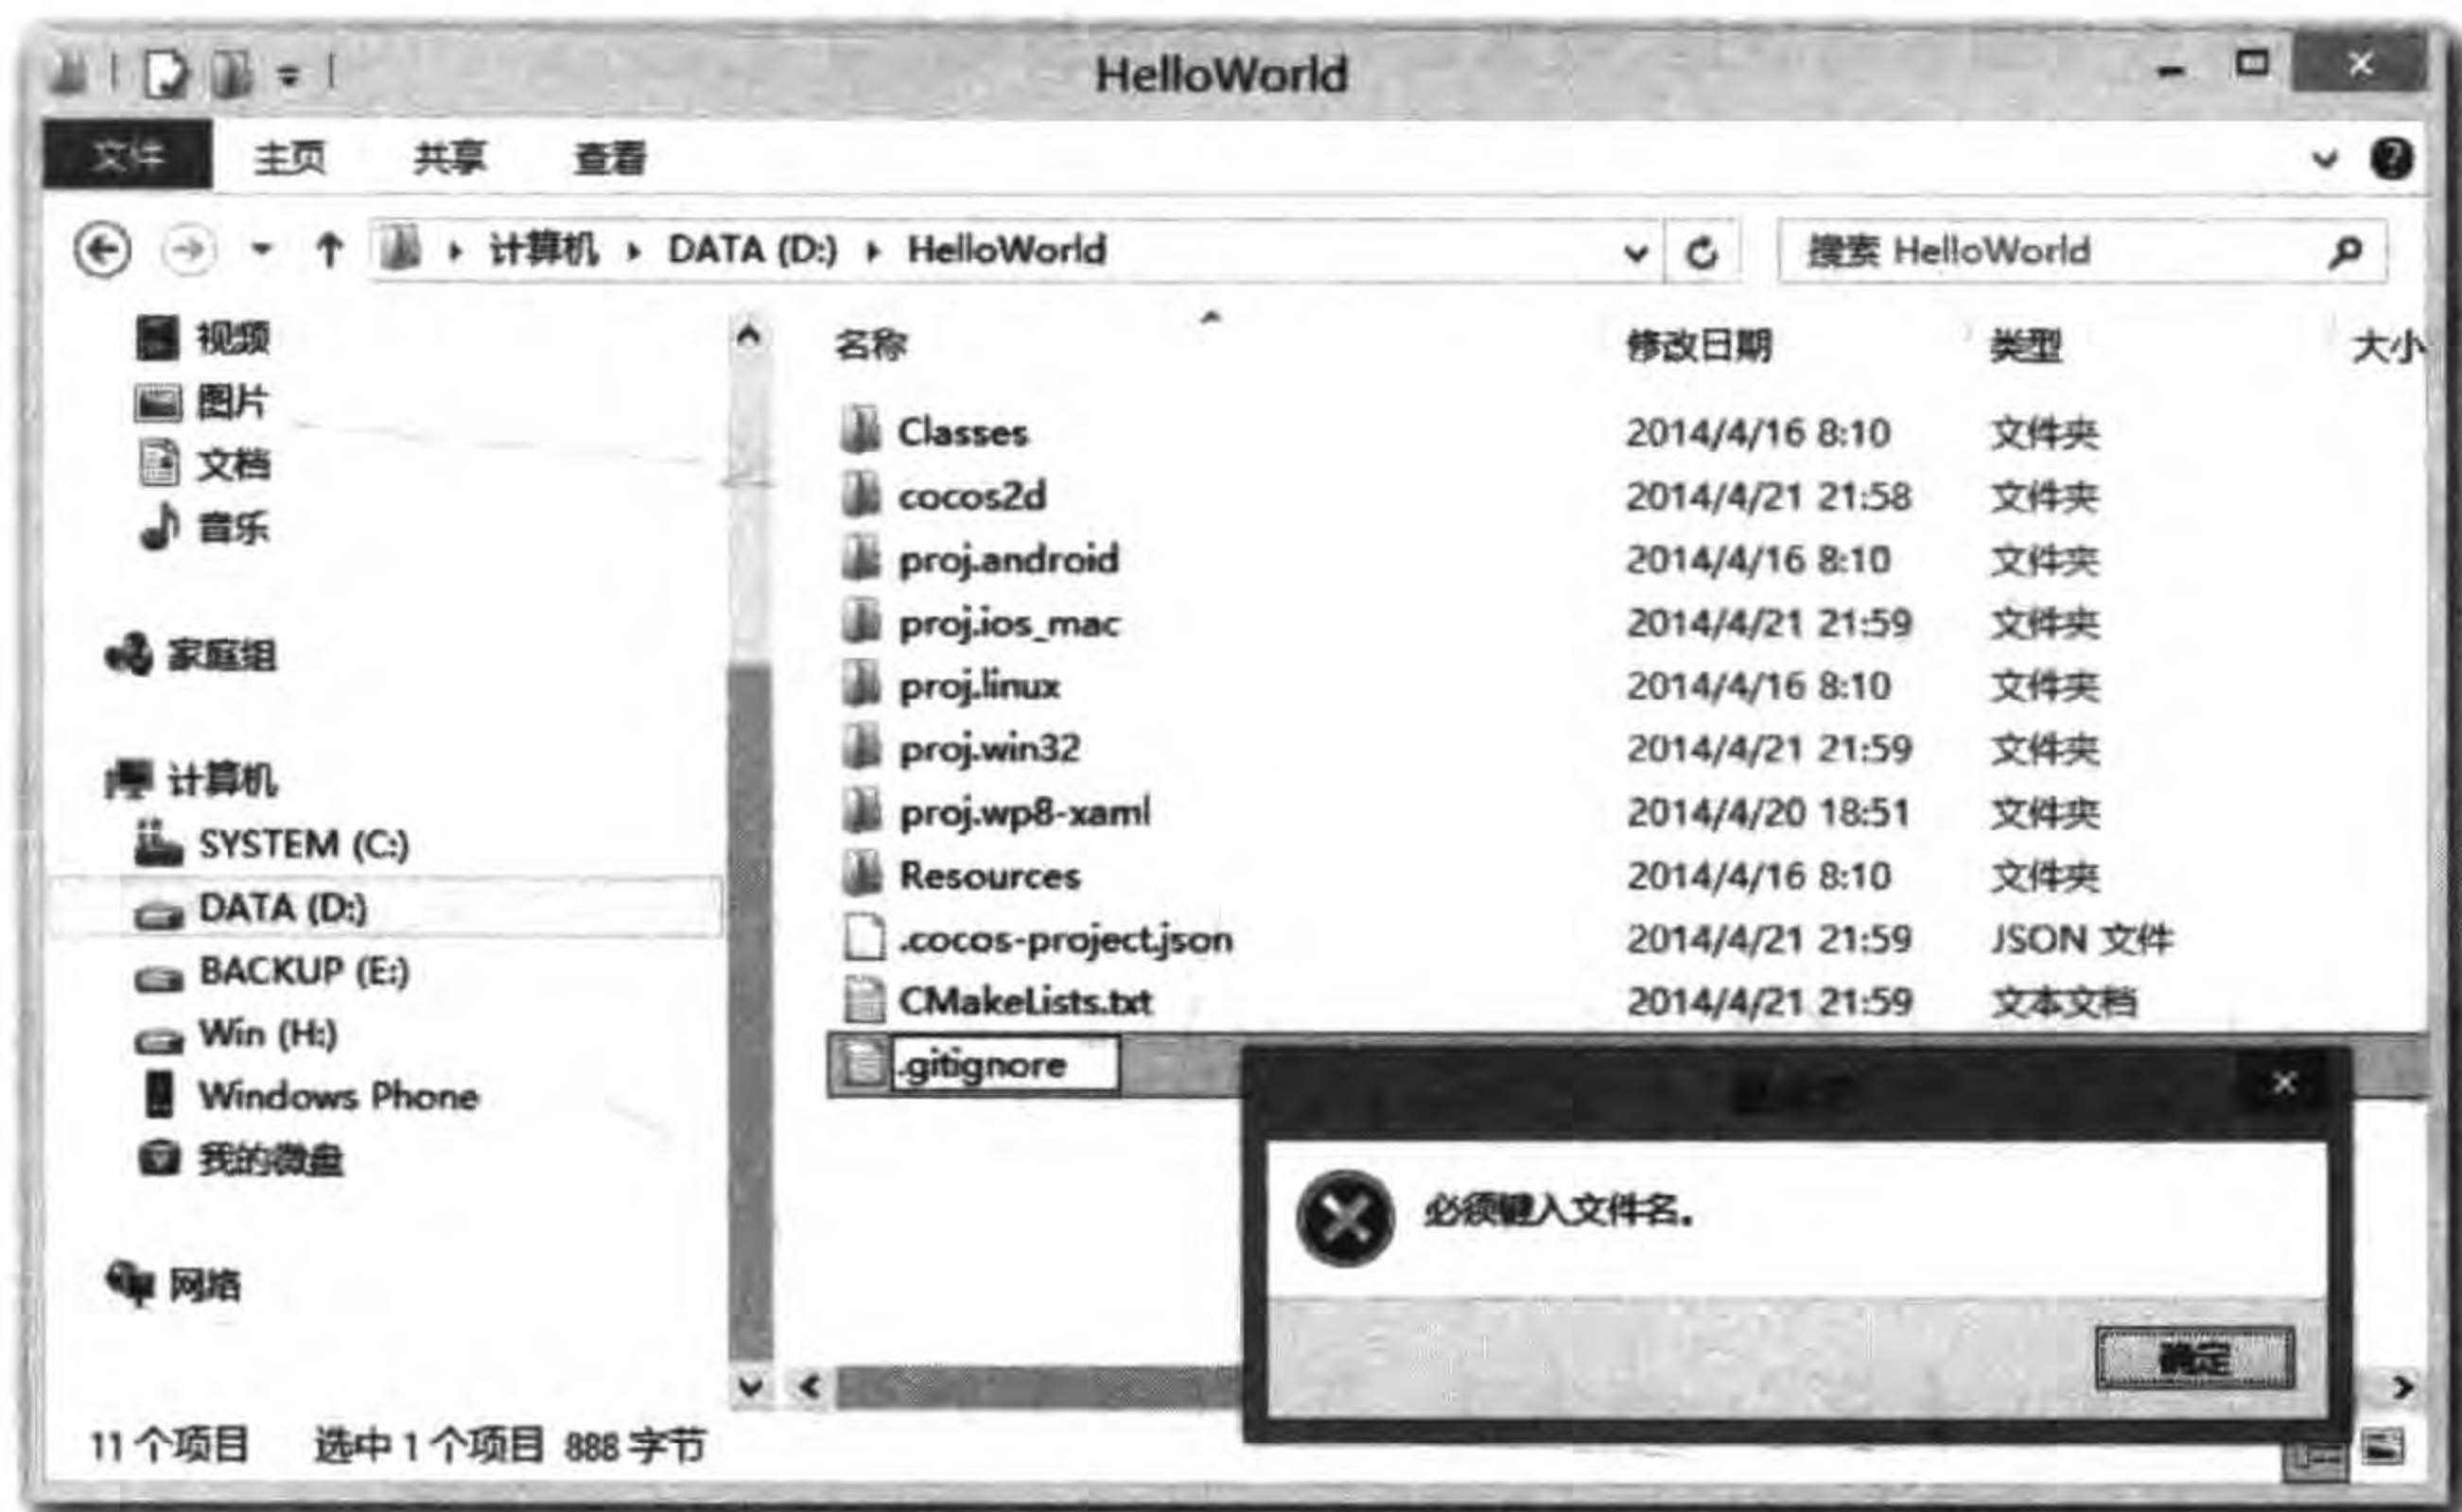 HelloWorld
文件 主页 共享 查看
计算机 DATA (D:) HelloWorld
搜索 HelloWorld
视频
图片
文档
音乐
家庭组
计算机
SYSTEM (C:)
DATA (D:)
BACKUP (E:)
Win (H:)
Windows Phone
我的微盘
网络
名称 修改日期 类型 大小
Classes 2014/4/16 8:10 文件夹
cocos2d 2014/4/21 21:58 文件夹
proj.android 2014/4/16 8:10 文件夹
proj.ios_mac 2014/4/21 21:59 文件夹
proj.linux 2014/4/16 8:10 文件夹
proj.win32 2014/4/21 21:59 文件夹
proj.wp8-xaml 2014/4/20 18:51 文件夹
Resources 2014/4/16 8:10 文件夹
.cocos-project.json 2014/4/21 21:59 JSON 文件
CMakeLists.txt 2014/4/21 21:59 文本文档
.gitignore
必须键入文件名。
确定
11 个项目 选中 1 个项目 888 字节